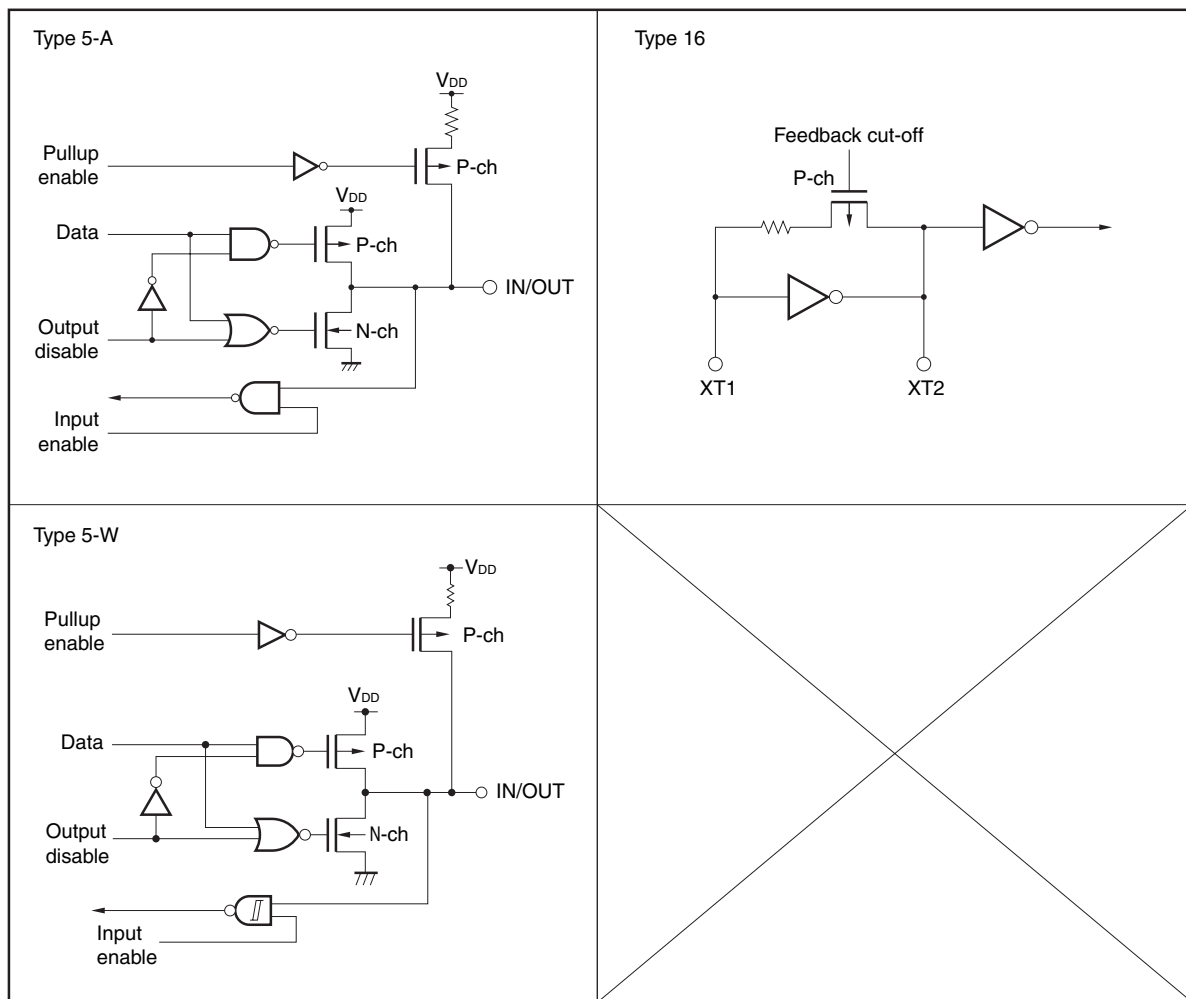 Type 5-A
VDD
Pullup
enable
P-ch
VDD
Data
P-ch
IN/OUT
Output
disable
N-ch
Input
enable
Type 16
Feedback cut-off
P-ch
XT1
XT2
Type 5-W
VDD
Pullup
enable
P-ch
VDD
Data
P-ch
IN/OUT
Output
disable
N-ch
Input
enable